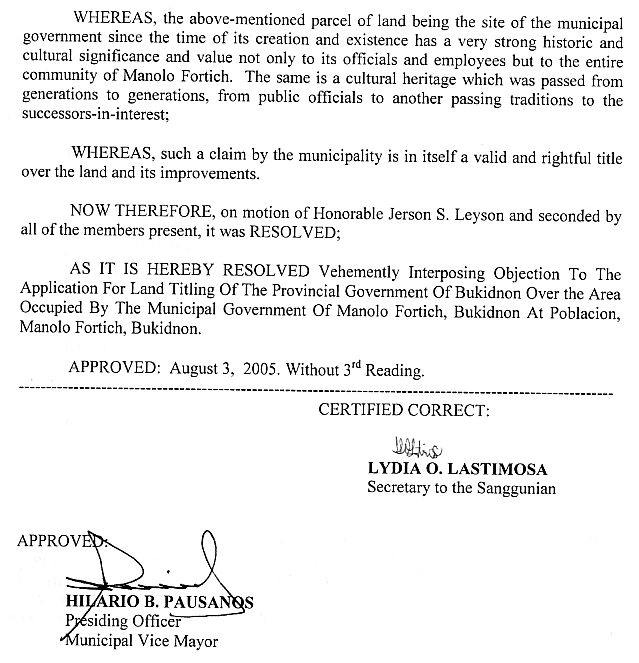 WHEREAS, the above-mentioned parcel of land being the site of the municipal
government since the time of its creation and existence has a very strong historic and
cultural significance and value not only to its officials and employees but to the entire
community of Manolo Fortich. The same is a cultural heritage which was passed from
generations to generations, from public officials to another passing traditions to the
successors-in-interest;
WHEREAS, such a claim by the municipality is in itself a valid and rightful title
over the land and its improvements.
NOW THEREFORE, on motion of Honorable Jerson S. Leyson and seconded by
all of the members present, it was RESOLVED;
AS IT IS HEREBY RESOLVED Vehemently Interposing Objection To The
Application For Land Titling Of The Provincial Government Of Bukidnon Over the Area
Occupied By The Municipal Government Of Manolo Fortich, Bukidnon At Poblacion,
Manolo Fortich, Bukidnon.
APPROVED: August 3, 2005. Without 3rd Reading.
CERTIFIED CORRECT:
LYDIA O. LASTIMOSA
Secretary to the Sanggunian
APPROVED:
HILARIO B. PAUSANOS
Presiding Officer
Municipal Vice Mayor